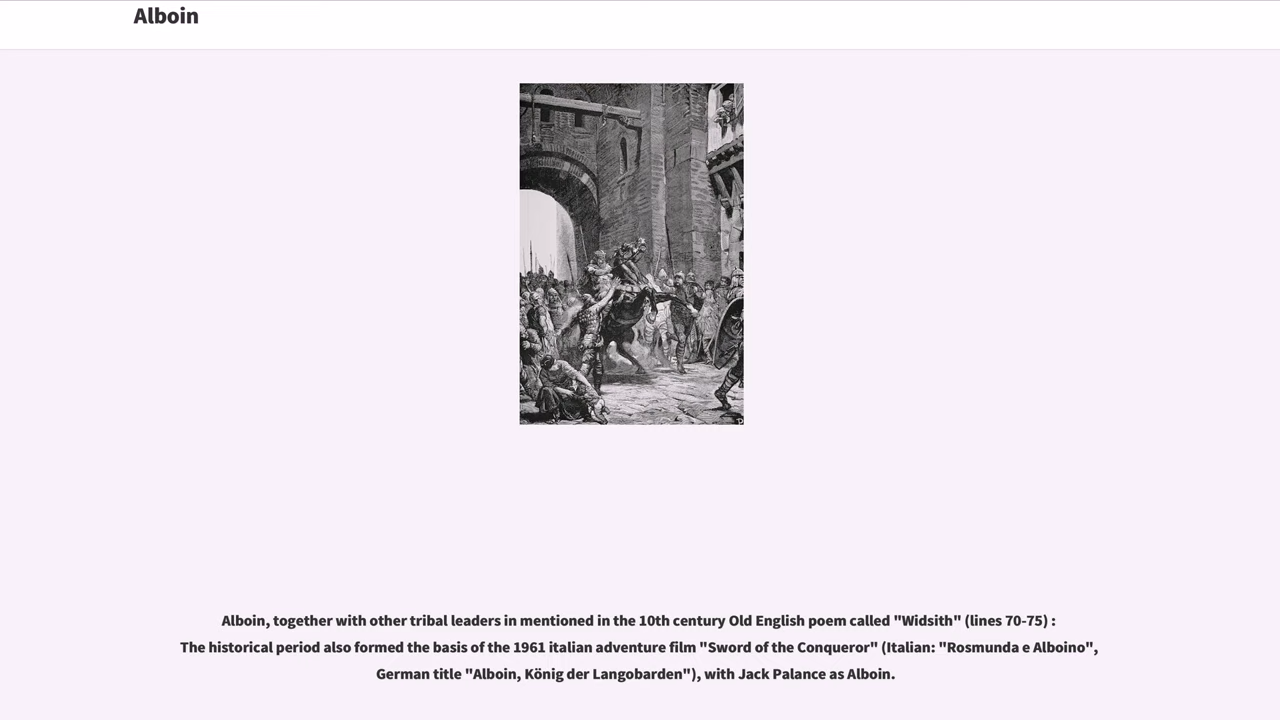 Alboin
Alboin, together with other tribal leaders in mentioned in the 10th century Old English poem called "Widsith" (lines 70-75) :
The historical period also formed the basis of the 1961 italian adventure film "Sword of the Conqueror" (Italian: "Rosmunda e Alboino",
German title "Alboin, König der Langobarden"), with Jack Palance as Alboin.